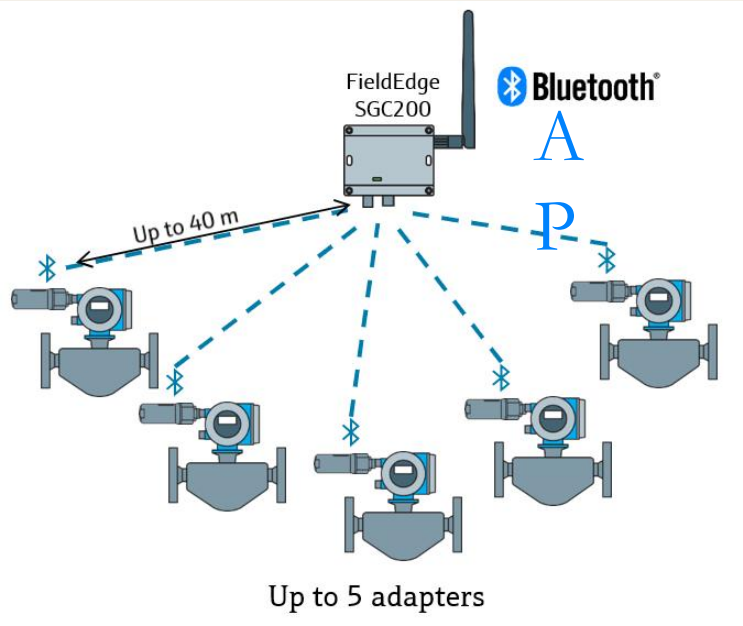 FieldEdge
SGC200
Bluetooth®
A
P
Up to 40 m
Up to 5 adapters